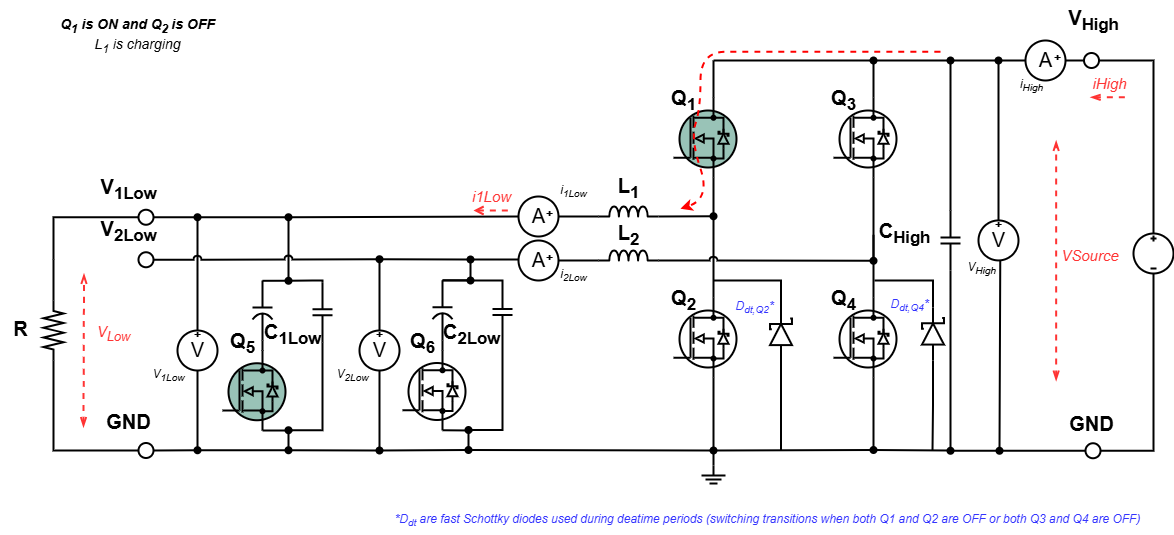 Q1 is ON and Q2 is OFF
L1 is charging
VHigh
A+
iHigh
iHigh
Q1
Q3
V1Low
i1Low
A+
i1Low
L1
V2Low
A+
i2Low
L2
CHigh
+
V
VHigh
VSource
+
-
R
VLow
+
V
V1Low
Q5
C1Low
+
V
V2Low
Q6
C2Low
Q2
Ddt,Q2*
Q4
Ddt,Q4*
GND
GND
*Ddt are fast Schottky diodes used during deatime periods (switching transitions when both Q1 and Q2 are OFF or both Q3 and Q4 are OFF)